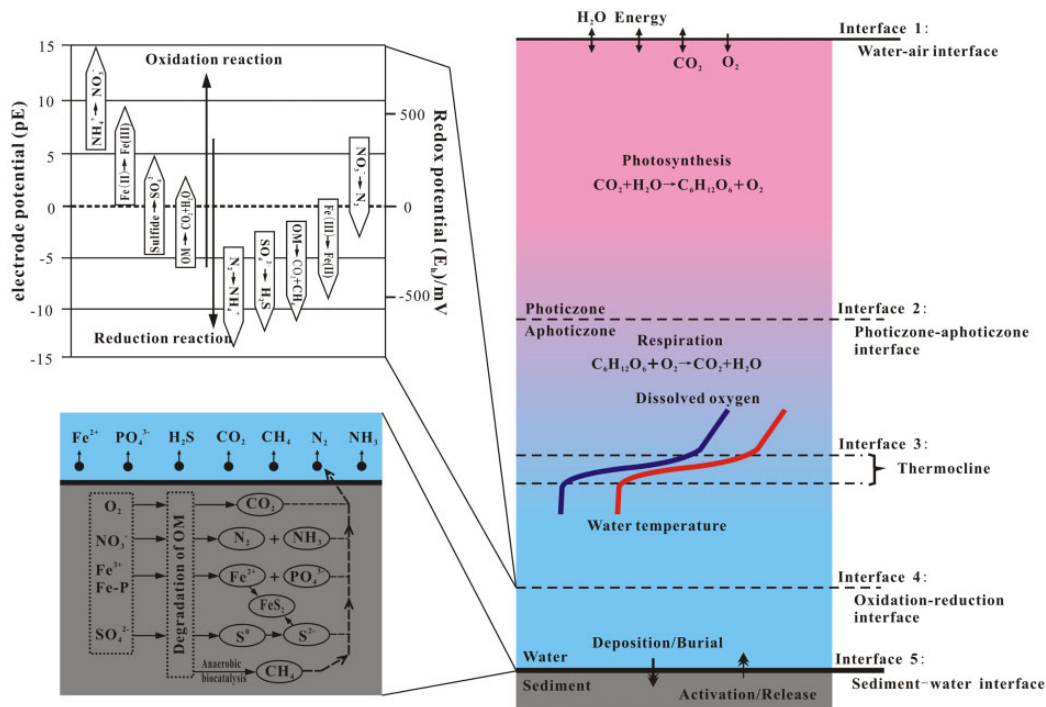 15
10
5
0
-5
-10
-15
electrode potential (pE)
Oxidation reaction
Reduction reaction
NH₄⁺→NO₃⁻
Fe(II)→Fe(III)
Sulfide→SO₄²⁻
OM→CO₂+H₂O
N₂→NH₄⁺
SO₄²⁻→H₂S
OM→CO₂+CH₄
Fe(III)→Fe(II)
NO₃⁻→N₂
500
0
-500
Redox potential (Eₕ)/mV
H₂O Energy
CO₂ O₂
Interface 1:
Water-air interface
Photosynthesis
CO₂+H₂O→C₆H₁₂O₆+O₂
Photiczone
Aphoticzone
Interface 2:
Photiczone-aphoticzone
interface
Respiration
C₆H₁₂O₆+O₂→CO₂+H₂O
Dissolved oxygen
Water temperature
Interface 3:
Thermocline
Interface 4:
Oxidation-reduction
interface
Deposition/Burial
Water
Sediment
Activation/Release
Interface 5:
Sediment-water interface
Fe²⁺ PO₄³⁻ H₂S CO₂ CH₄ N₂ NH₃
O₂
NO₃⁻
Fe³⁺
Fe-P
SO₄²⁻
Degradation of OM
CO₂
N₂ + NH₃
Fe²⁺ + PO₄³⁻
FeS₂
S⁰ S²⁻
Anaerobic
biocatalysis
CH₄